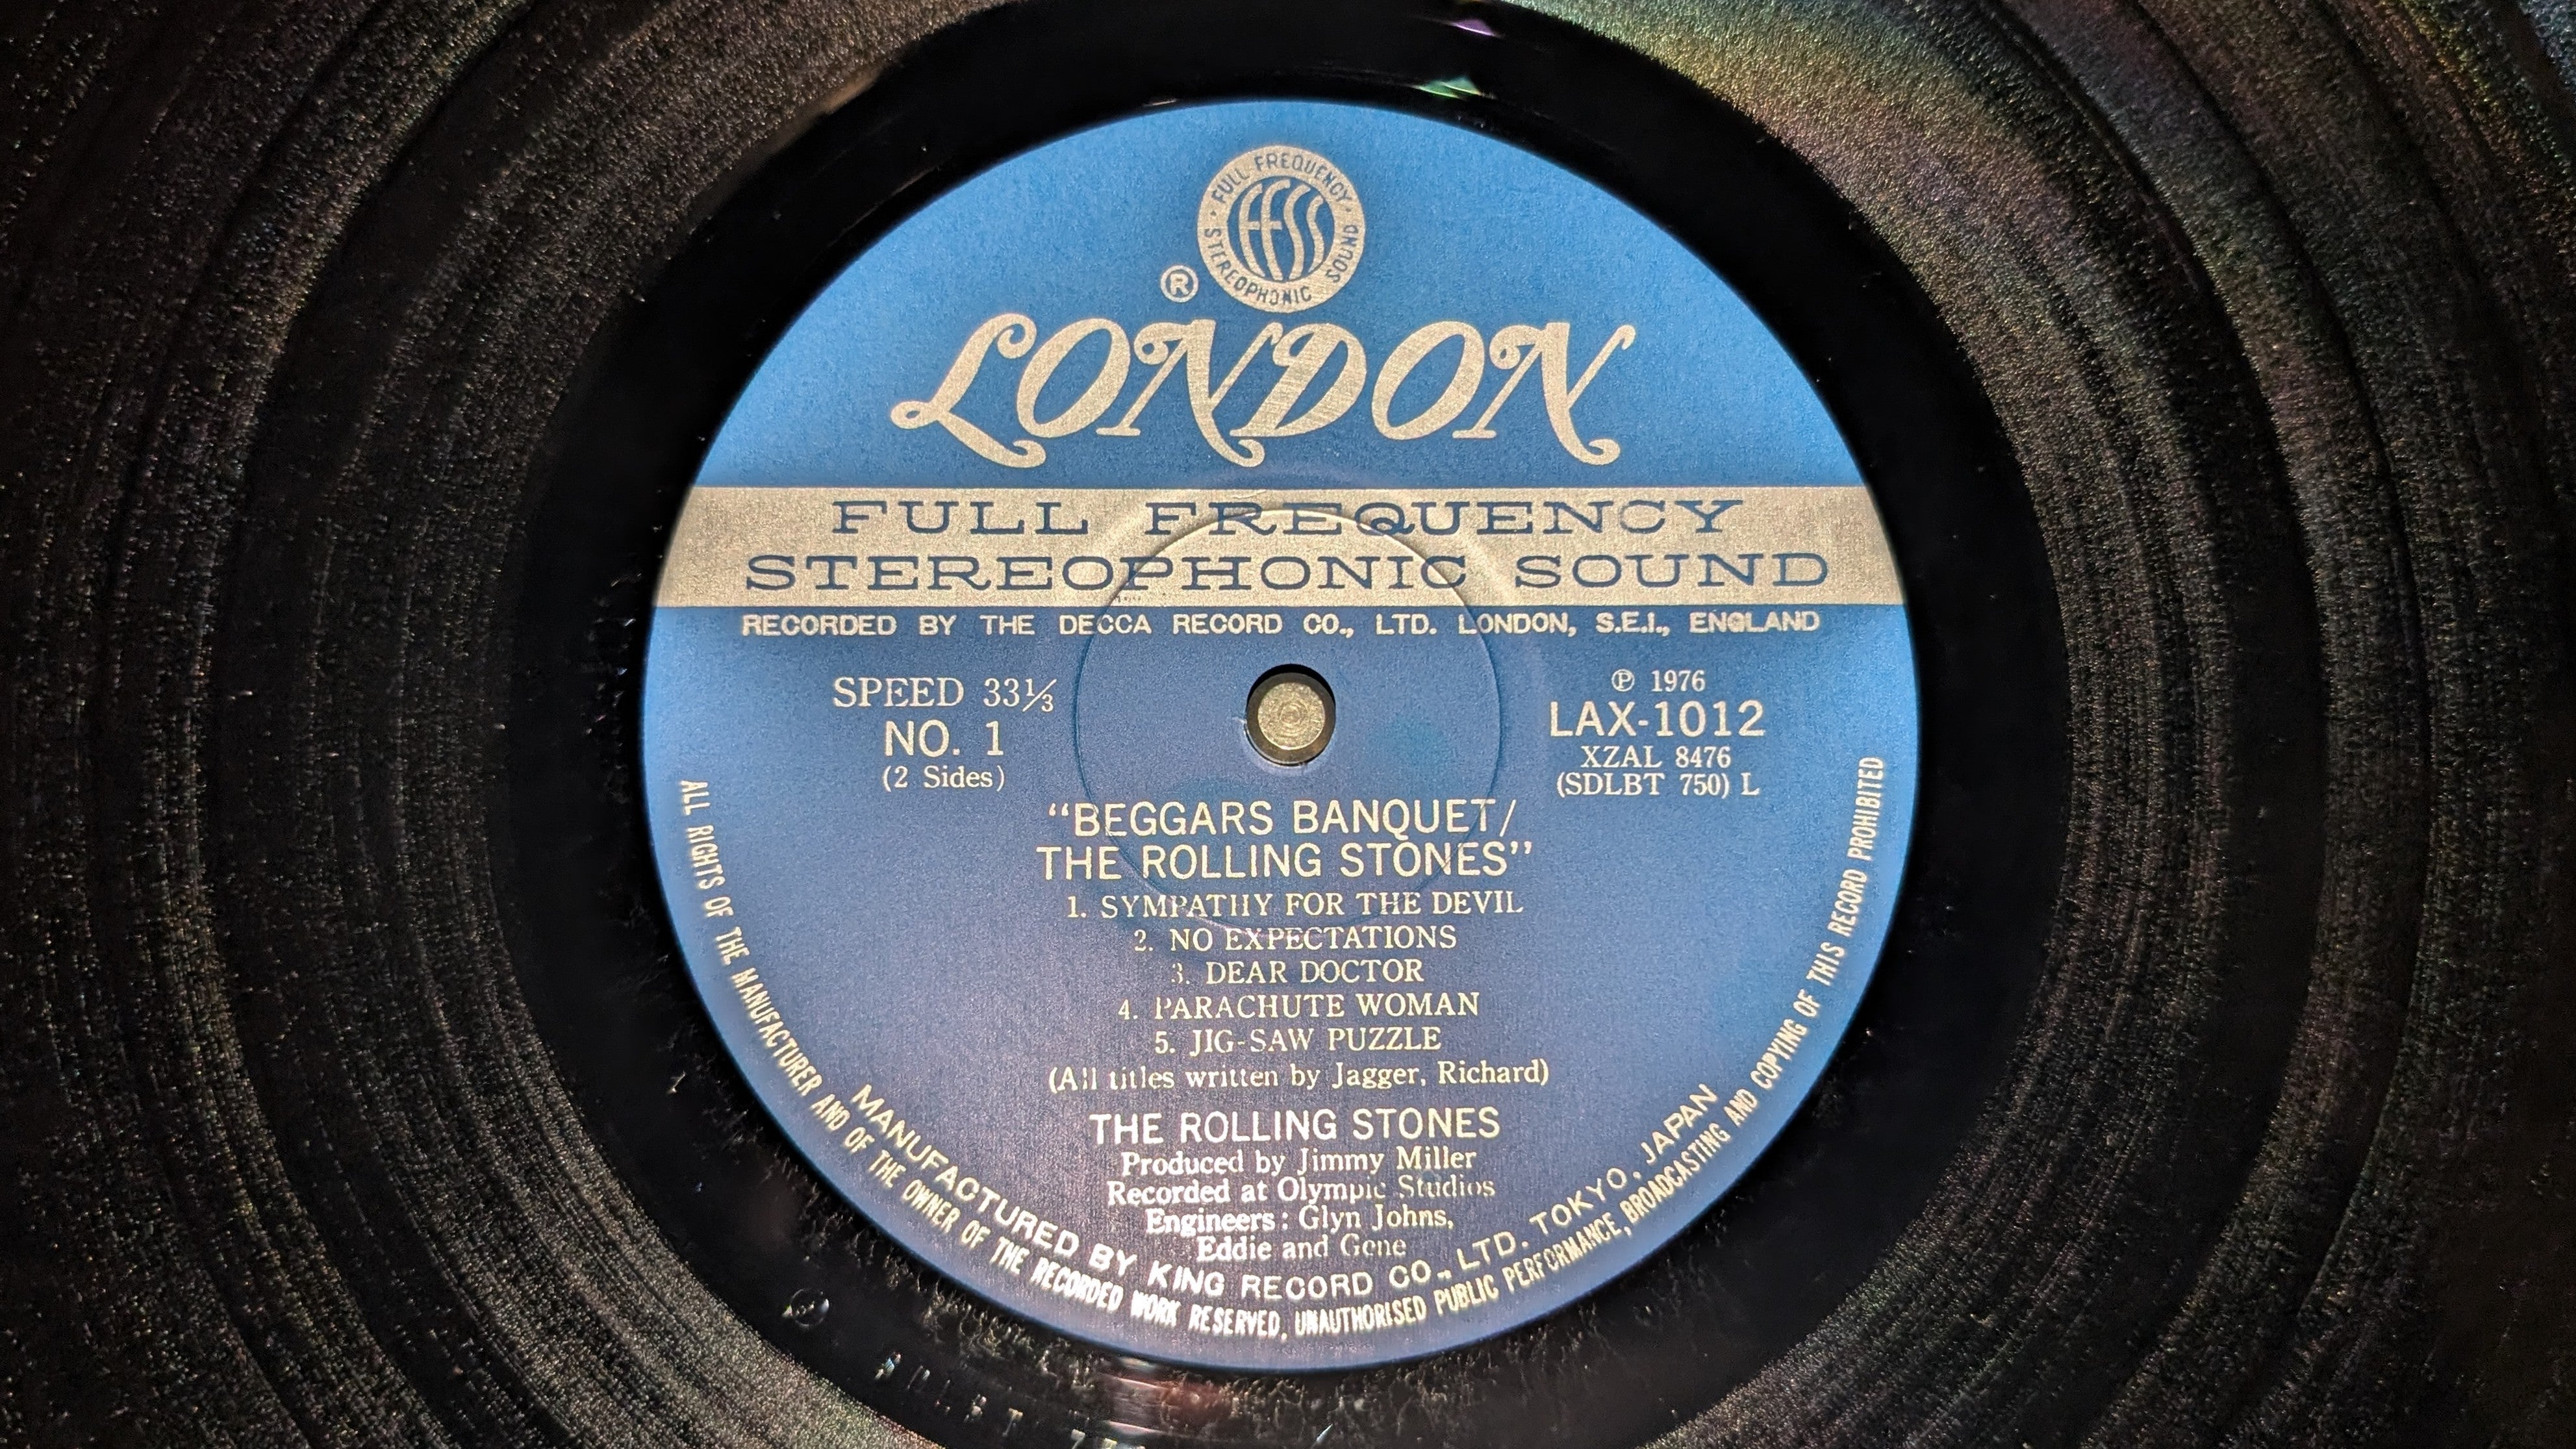 FULL FREQUENCY STEREOPHONIC SOUND
FFSS
®
LONDON
FULL FREQUENCY
STEREOPHONIC SOUND
RECORDED BY THE DECCA RECORD CO., LTD. LONDON, S.E.I., ENGLAND
SPEED 33⅓
NO. 1
(2 Sides)
℗ 1976
LAX-1012
XZAL 8476
(SDLBT 750) L
"BEGGARS BANQUET/
THE ROLLING STONES"
1. SYMPATHY FOR THE DEVIL
2. NO EXPECTATIONS
3. DEAR DOCTOR
4. PARACHUTE WOMAN
5. JIG-SAW PUZZLE
(All titles written by Jagger, Richard)
THE ROLLING STONES
Produced by Jimmy Miller
Recorded at Olympic Studios
Engineers: Glyn Johns,
Eddie and Gene
MANUFACTURED BY KING RECORD CO., LTD. TOKYO, JAPAN
ALL RIGHTS OF THE MANUFACTURER AND OF THE OWNER OF THE RECORDED WORK RESERVED, UNAUTHORISED PUBLIC PERFORMANCE, BROADCASTING AND COPYING OF THIS RECORD PROHIBITED